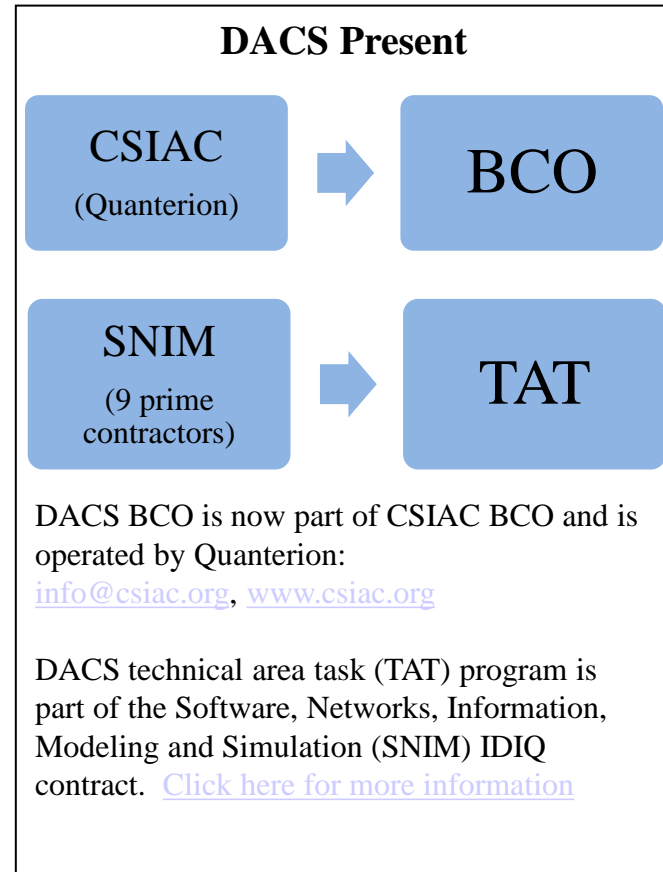 DACS Present
CSIAC
(Quanterion)
BCO
SNIM
(9 prime
contractors)
TAT
DACS BCO is now part of CSIAC BCO and is
operated by Quanterion:
info@csiac.org, www.csiac.org
DACS technical area task (TAT) program is
part of the Software, Networks, Information,
Modeling and Simulation (SNIM) IDIQ
contract. Click here for more information